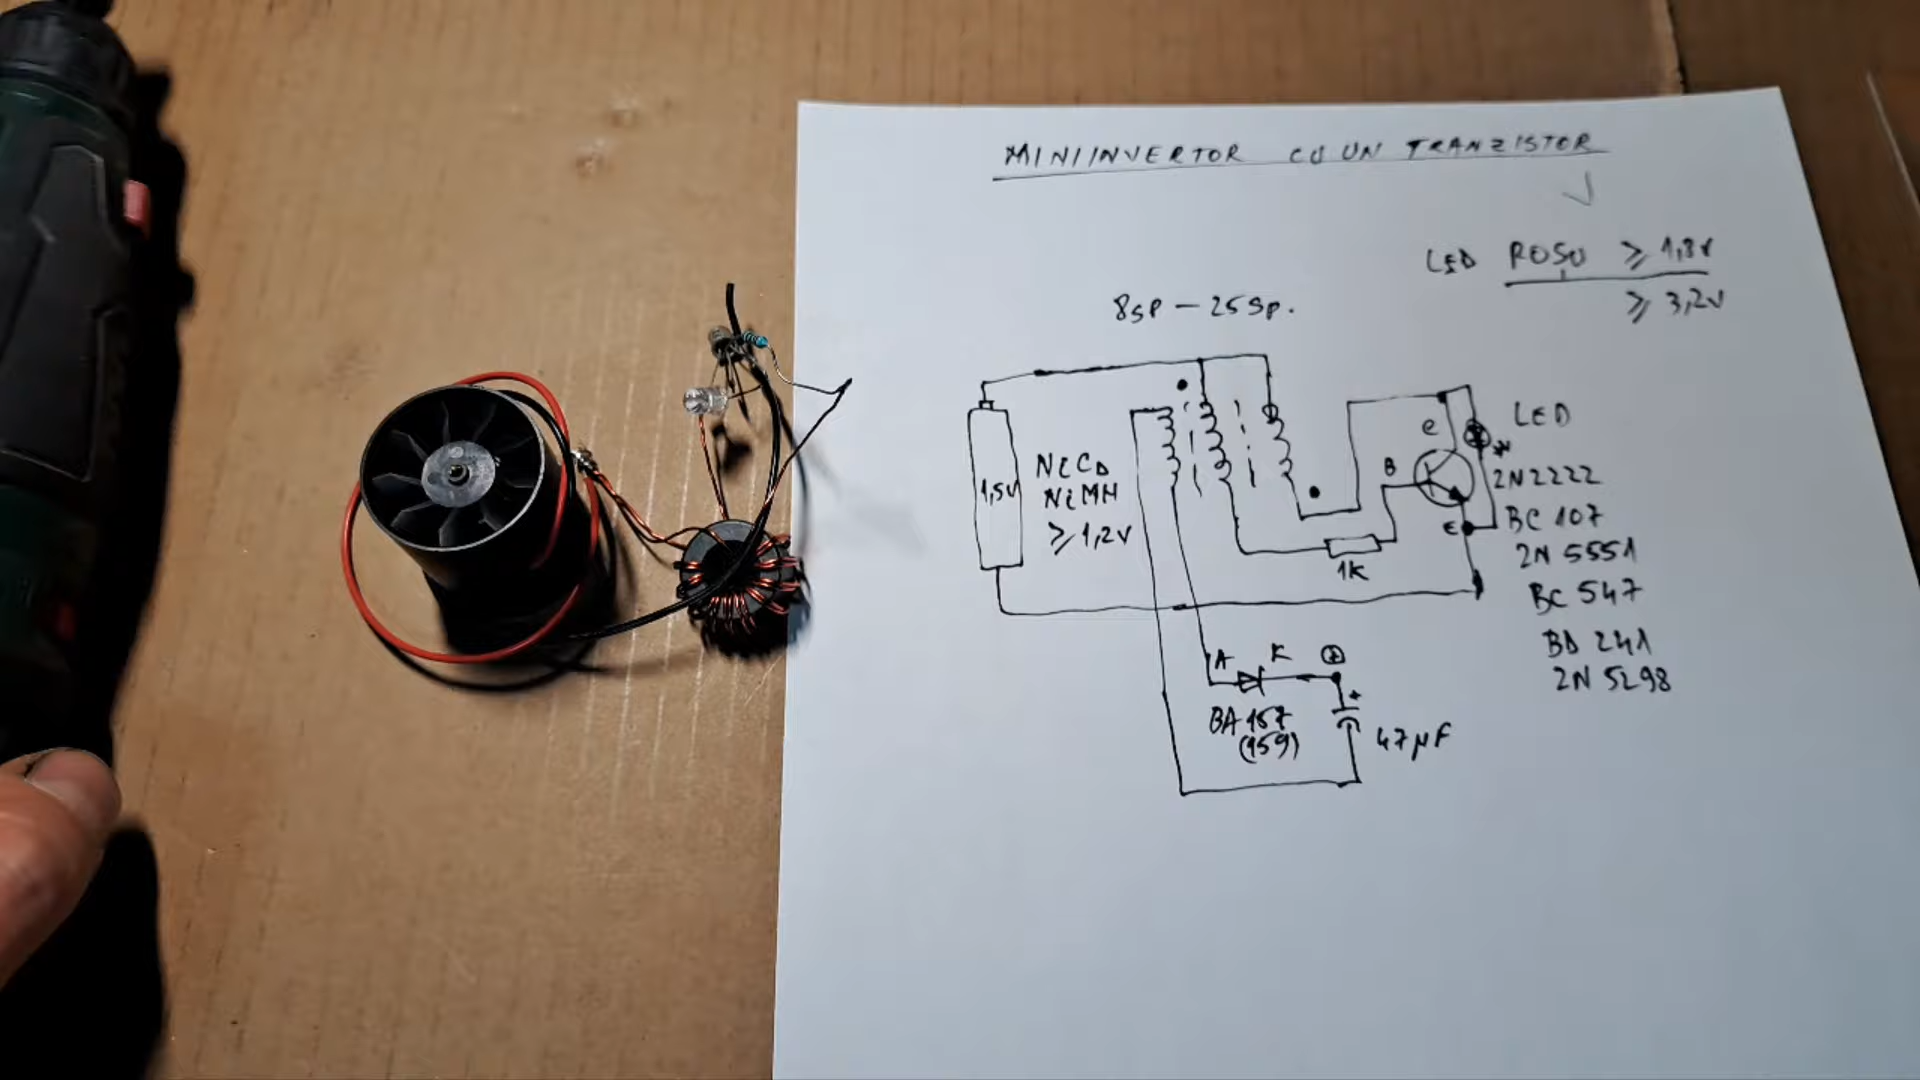 MINIINVERTOR CU UN TRANZISTOR
LED ROȘU ≥ 1,8V
≥ 3,2V
8sp – 25sp.
1,5V
NiCD
NiMH
≥ 1,2V
C
B
E
LED
2N2222
BC 107
2N 5551
BC 547
BD 241
2N 5298
1K
A K +
BA 157
(159)
+
47µF